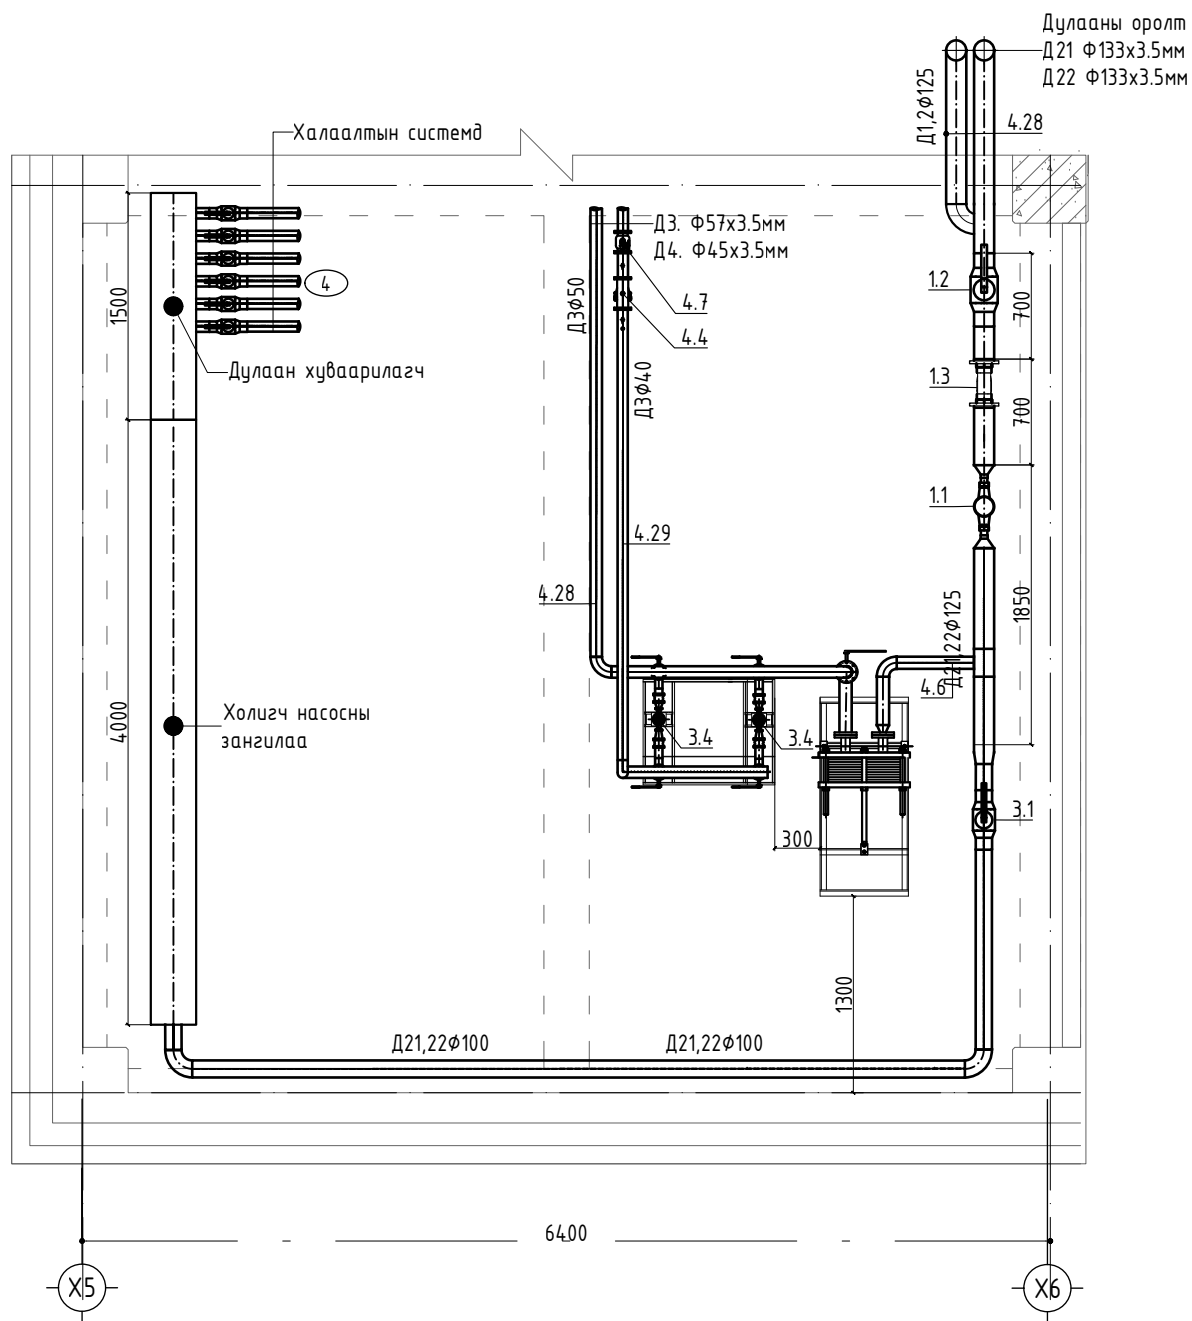 Дулааны оролт
Д21 Ф133х3.5мм
Д22 Ф133х3.5мм
Д1,2Ф125
4.28
Халаалтын системд
Д3. Ф57х3.5мм
Д4. Ф45х3.5мм
4
1500
Д3Ф50
4.7
4.4
1.2
700
Дулаан хуваарилагч
Д3Ф40
1.3
700
1.1
4.29
4.28
1850
Д21,22Ф125
4.6
4000
Холигч насосны
зангилаа
3.4
3.4
3.1
300
1300
Д21,22Ф100
Д21,22Ф100
6400
X5
X6